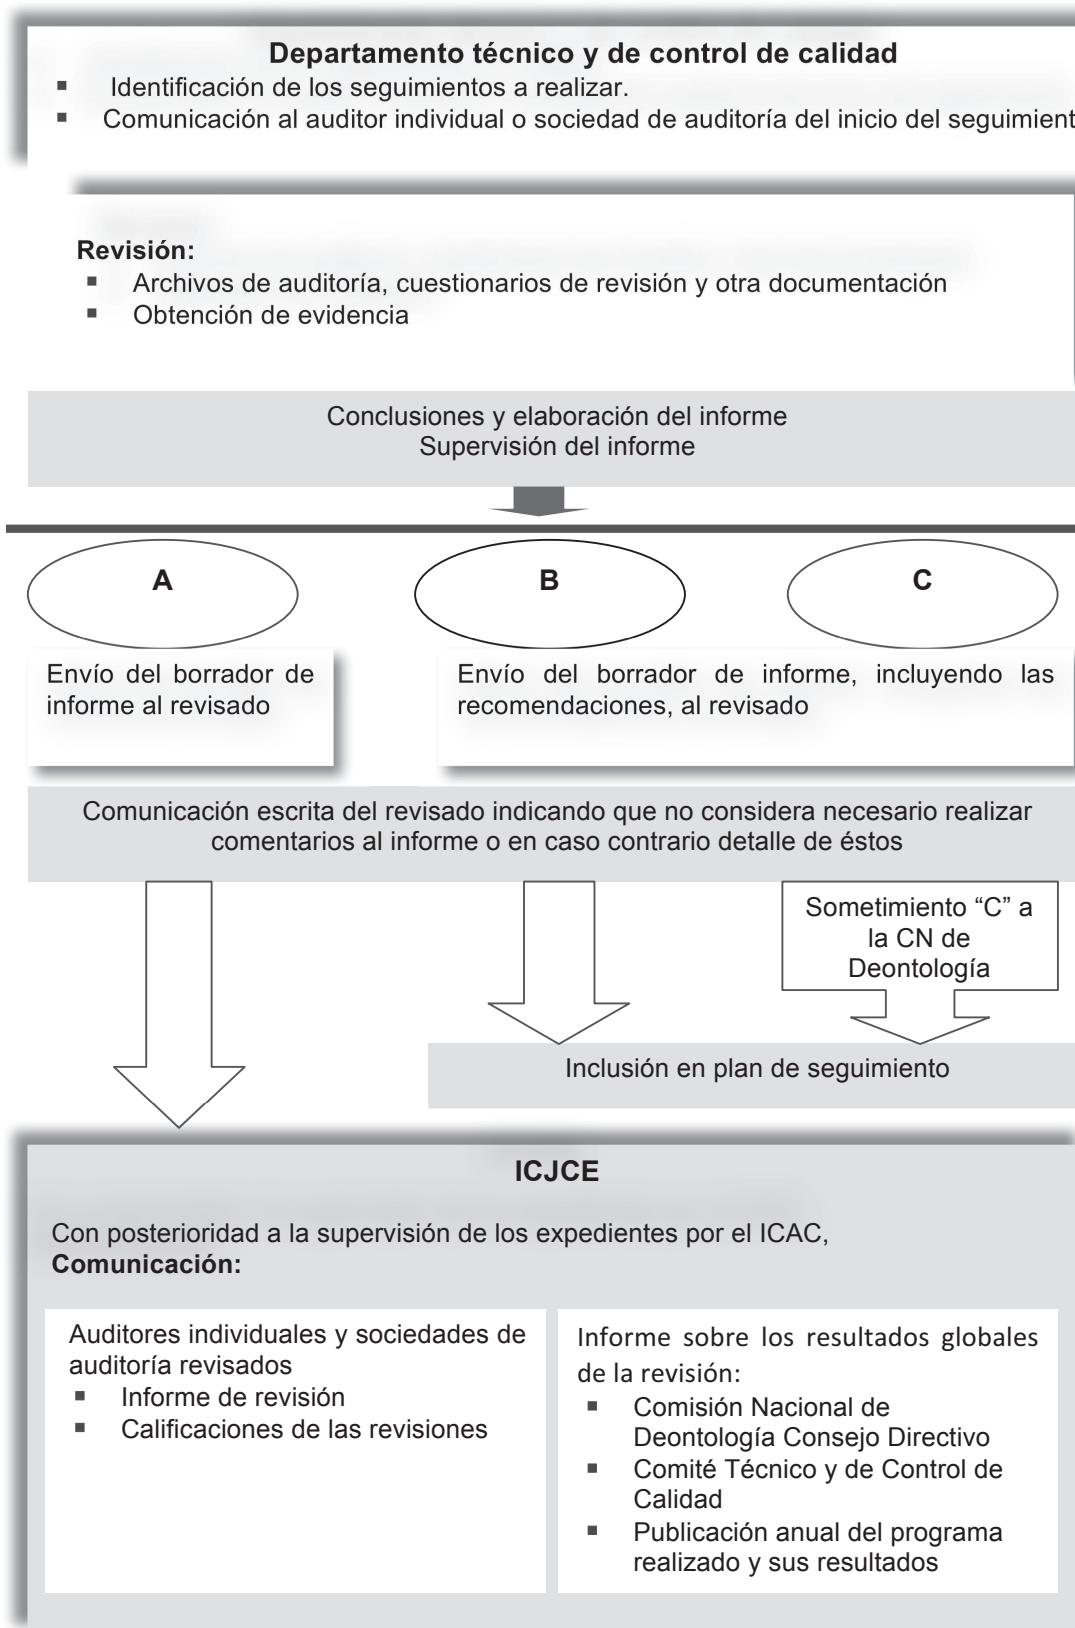 Departamento técnico y de control de calidad
▪ Identificación de los seguimientos a realizar.
▪ Comunicación al auditor individual o sociedad de auditoría del inicio del seguimient
Revisión:
▪ Archivos de auditoría, cuestionarios de revisión y otra documentación
▪ Obtención de evidencia
Conclusiones y elaboración del informe
Supervisión del informe
A
B
C
Envío del borrador de
informe al revisado
Envío del borrador de informe, incluyendo las
recomendaciones, al revisado
Comunicación escrita del revisado indicando que no considera necesario realizar
comentarios al informe o en caso contrario detalle de éstos
Sometimiento “C” a
la CN de
Deontología
Inclusión en plan de seguimiento
ICJCE
Con posterioridad a la supervisión de los expedientes por el ICAC,
Comunicación:
Auditores individuales y sociedades de
auditoría revisados
▪ Informe de revisión
▪ Calificaciones de las revisiones
Informe sobre los resultados globales
de la revisión:
▪ Comisión Nacional de
Deontología Consejo Directivo
▪ Comité Técnico y de Control de
Calidad
▪ Publicación anual del programa
realizado y sus resultados